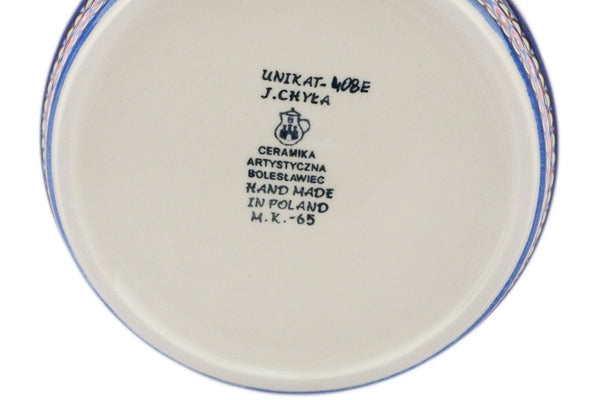 UNIKAT-408E
J.CHYŁA
B
CERAMIKA
ARTYSTYCZNA
BOLESŁAWIEC
HAND MADE
IN POLAND
M.K.-65